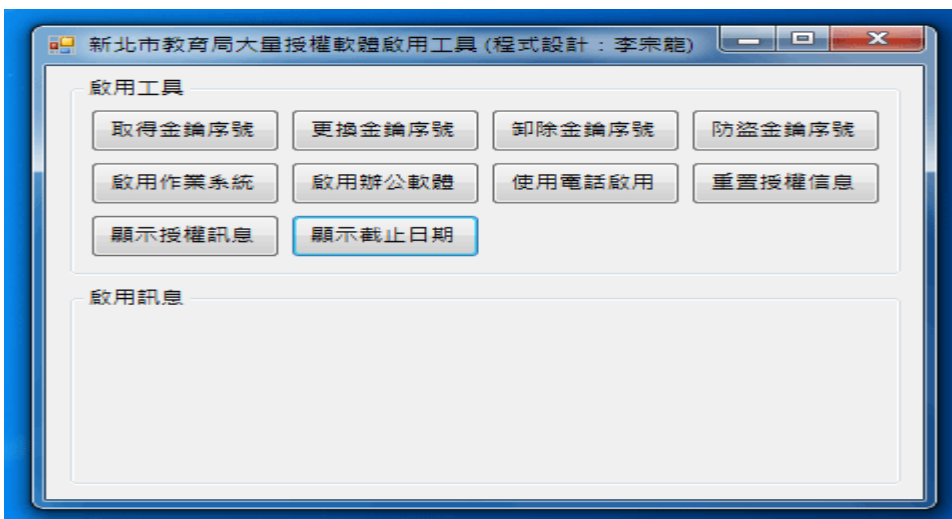 新北市教育局大量授權軟體啟用工具 (程式設計：李宗龍)
啟用工具
取得金鑰序號 更換金鑰序號 卸除金鑰序號 防盜金鑰序號
啟用作業系統 啟用辦公軟體 使用電話啟用 重置授權信息
顯示授權訊息 顯示截止日期
啟用訊息